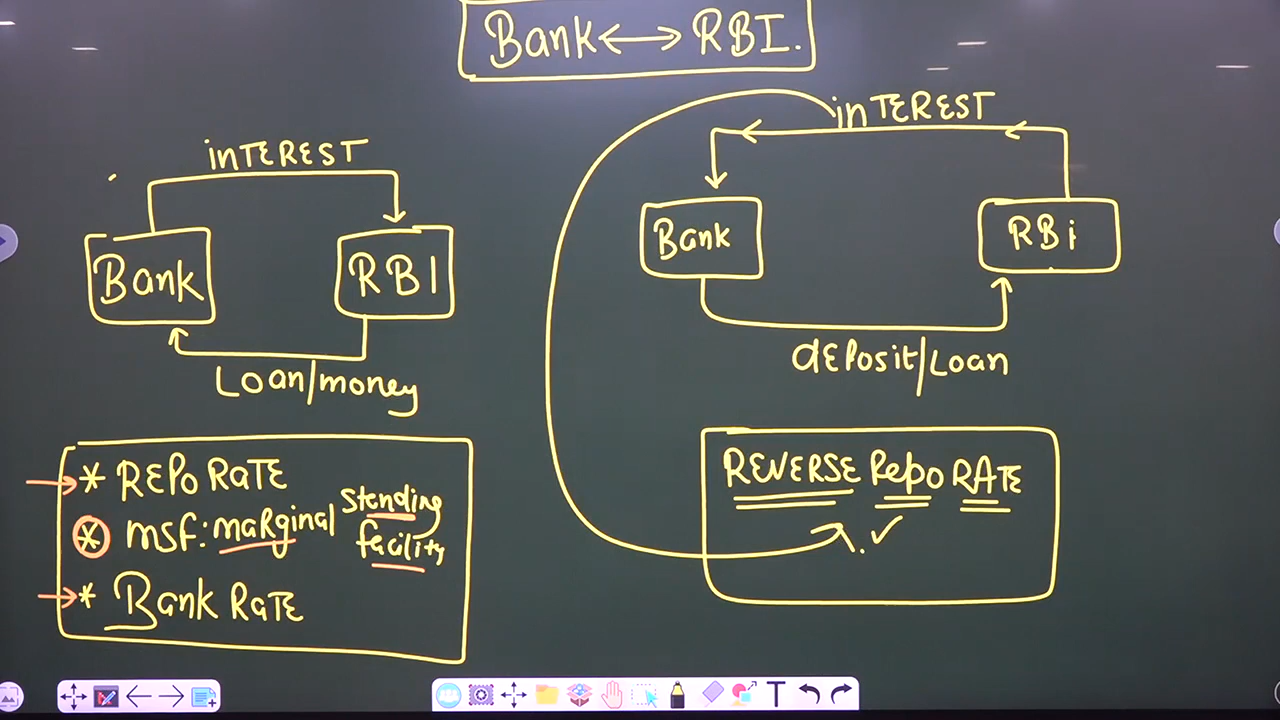 Bank ↔ RBI.
inTEREST
Bank
RBI
Loan/money
* REPO RATE
* msf: marginal standing facility
* Bank RATE
inTEREST
Bank
RBi
dEPosit/Loan
REVERSE Repo RATE